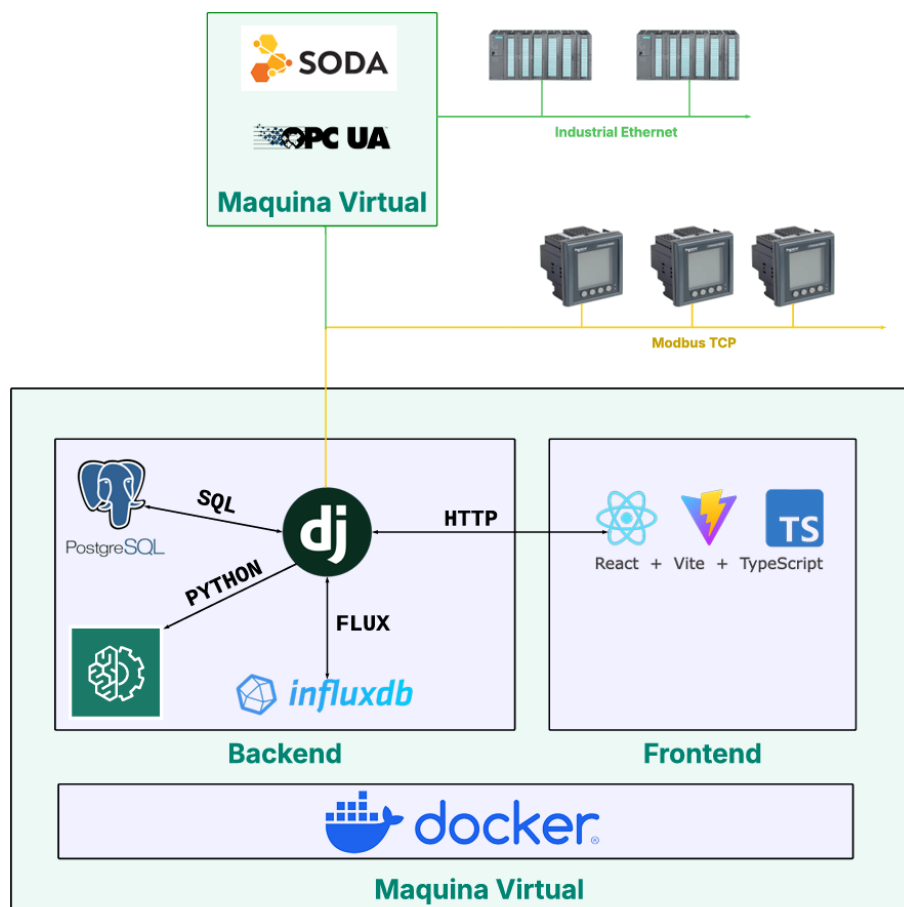 SODA
OPC UA
Maquina Virtual
Industrial Ethernet
Modbus TCP
PostgreSQL
SQL
dj
HTTP
TS
React + Vite + TypeScript
PYTHON
FLUX
influxdb
Backend
Frontend
docker
Maquina Virtual